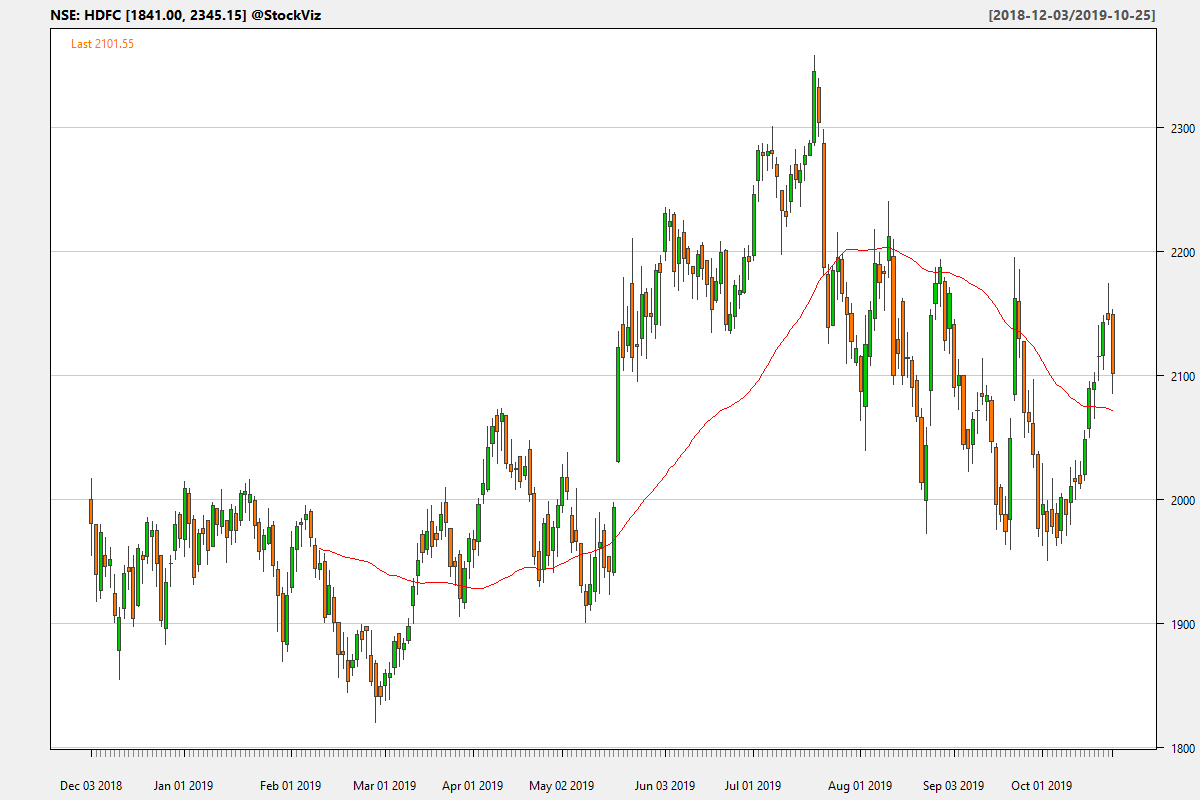 NSE: HDFC [1841.00, 2345.15] @StockViz
[2018-12-03/2019-10-25]
Last 2101.55
2300
2200
2100
2000
1900
1800
Dec 03 2018 Jan 01 2019 Feb 01 2019 Mar 01 2019 Apr 01 2019 May 02 2019 Jun 03 2019 Jul 01 2019 Aug 01 2019 Sep 03 2019 Oct 01 2019